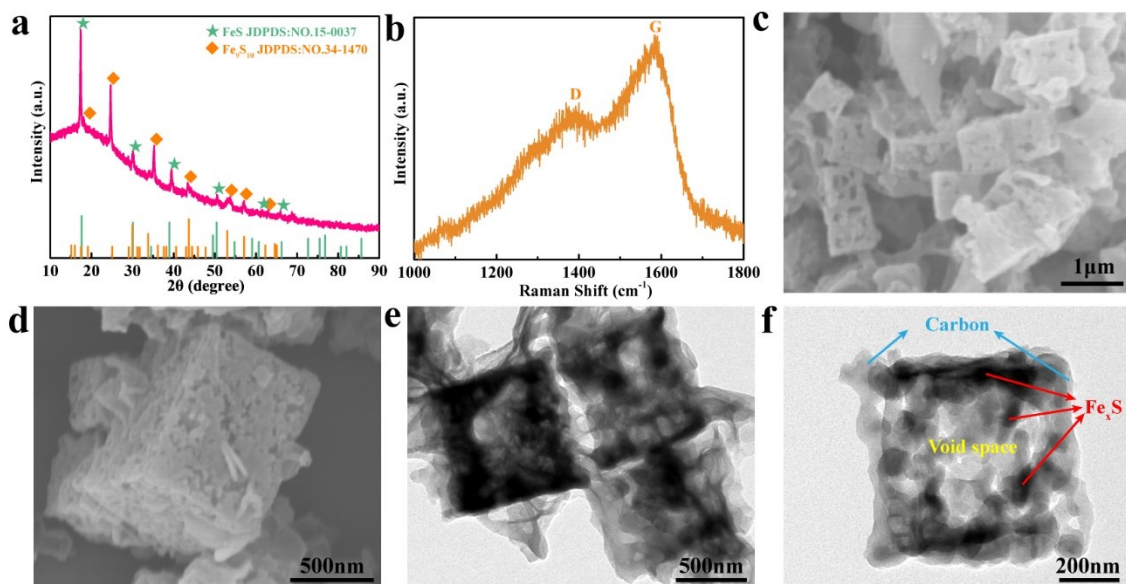 a
★ FeS JDPDS:NO.15-0037
◆ Fe₉S₁₀ JDPDS:NO.34-1470
Intensity (a.u.)
10 20 30 40 50 60 70 80 90
2θ (degree)
b
D
G
Intensity (a.u.)
1000 1200 1400 1600 1800
Raman Shift (cm⁻¹)
c
1μm
d
500nm
e
500nm
f
Carbon
FeₓS
Void space
200nm